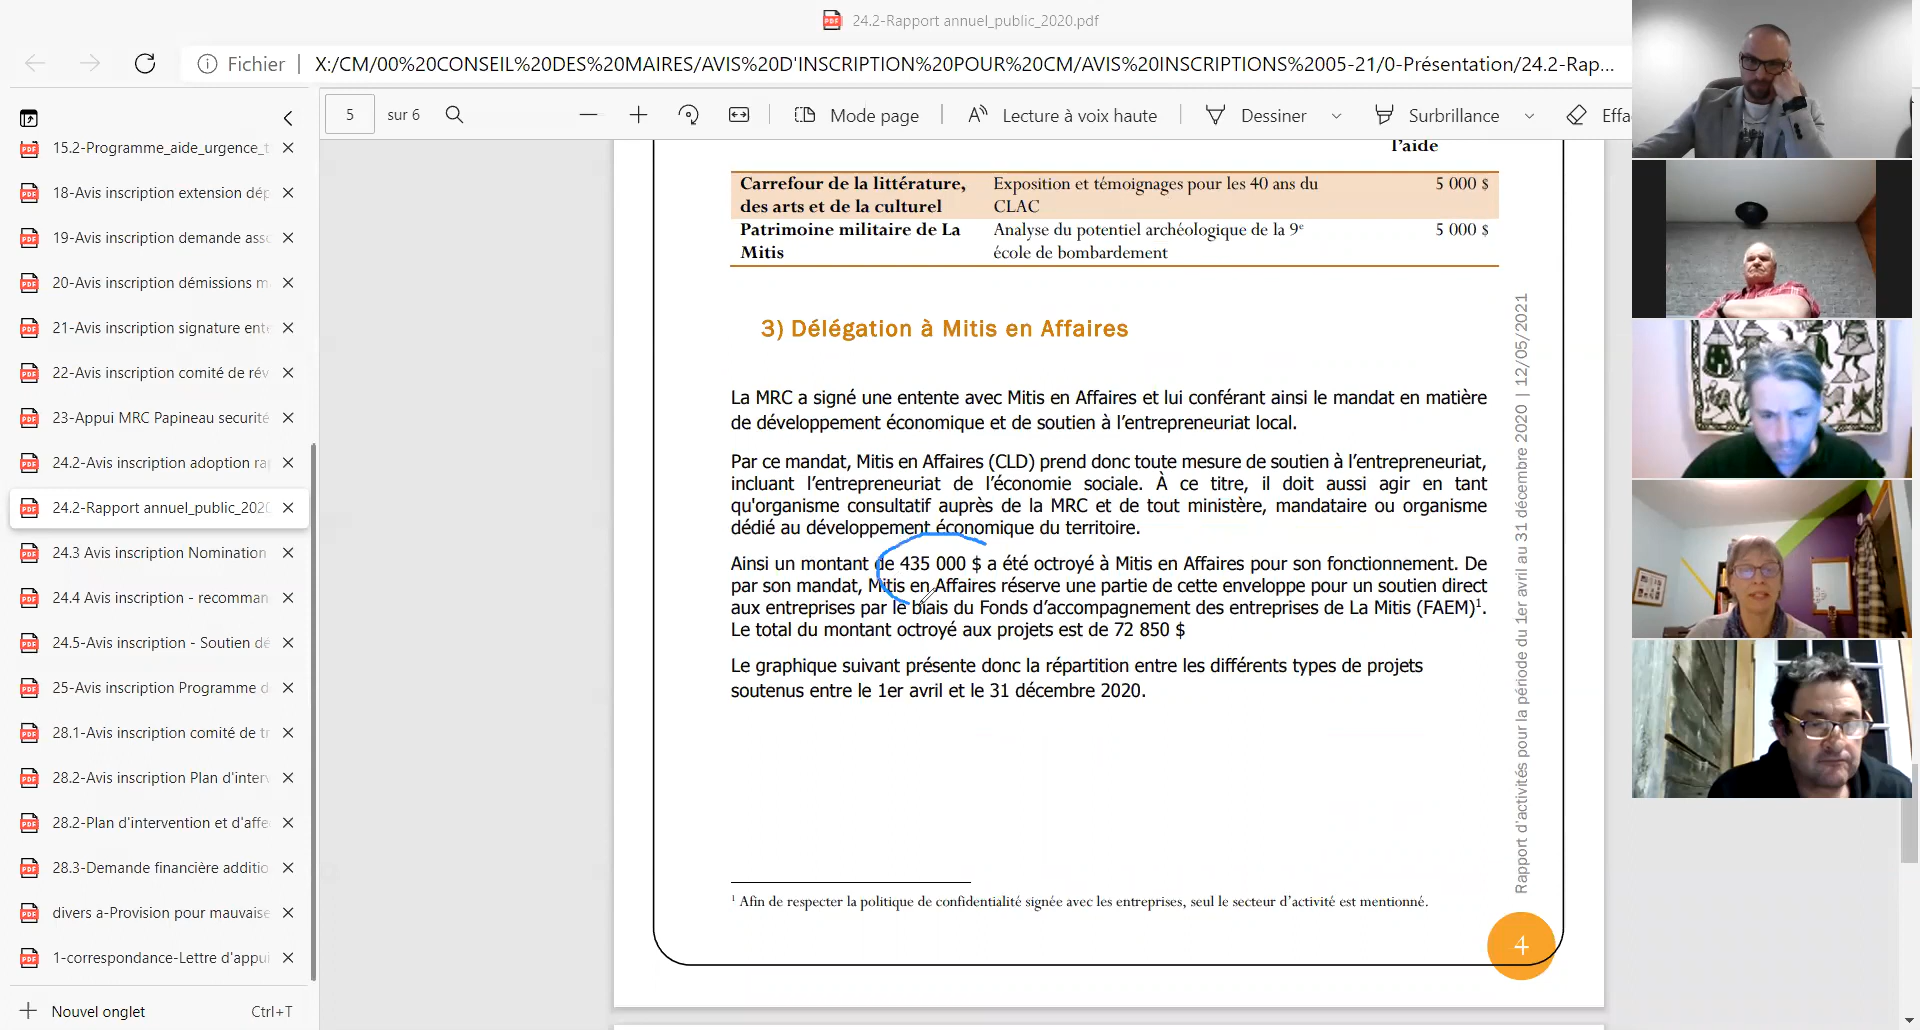 24.2-Rapport annuel_public_2020.pdf
Fichier
X:/CM/00%20CONSEIL%20DES%20MAIRES/AVIS%20D'INSCRIPTION%20POUR%20CM/AVIS%20INSCRIPTIONS%2005-21/0-Présentation/24.2-Rap...
5 sur 6
Mode page
Lecture à voix haute
Dessiner
Surbrillance
Effa
15.2-Programme_aide_urgence_t
18-Avis inscription extension dép
19-Avis inscription demande asso
20-Avis inscription démissions m
21-Avis inscription signature ente
22-Avis inscription comité de rév
23-Appui MRC Papineau securité
24.2-Avis inscription adoption ra
24.2-Rapport annuel_public_2020
24.3 Avis inscription Nomination
24.4 Avis inscription - recomman
24.5-Avis inscription - Soutien dé
25-Avis inscription Programme d
28.1-Avis inscription comité de tr
28.2-Avis inscription Plan d'interv
28.2-Plan d'intervention et d'affe
28.3-Demande financière additio
divers a-Provision pour mauvaise
1-correspondance-Lettre d'appui
Nouvel onglet Ctrl+T
l'aide
Carrefour de la littérature, Exposition et témoignages pour les 40 ans du 5 000 $
des arts et de la culturel CLAC
Patrimoine militaire de La Analyse du potentiel archéologique de la 9e 5 000 $
Mitis école de bombardement
3) Délégation à Mitis en Affaires
La MRC a signé une entente avec Mitis en Affaires et lui conférant ainsi le mandat en matière
de développement économique et de soutien à l'entrepreneuriat local.
Par ce mandat, Mitis en Affaires (CLD) prend donc toute mesure de soutien à l'entrepreneuriat,
incluant l'entrepreneuriat de l'économie sociale. À ce titre, il doit aussi agir en tant
qu'organisme consultatif auprès de la MRC et de tout ministère, mandataire ou organisme
dédié au développement économique du territoire.
Ainsi un montant de 435 000 $ a été octroyé à Mitis en Affaires pour son fonctionnement. De
par son mandat, Mitis en Affaires réserve une partie de cette enveloppe pour un soutien direct
aux entreprises par le biais du Fonds d'accompagnement des entreprises de La Mitis (FAEM)1.
Le total du montant octroyé aux projets est de 72 850 $
Le graphique suivant présente donc la répartition entre les différents types de projets
soutenus entre le 1er avril et le 31 décembre 2020.
1 Afin de respecter la politique de confidentialité signée avec les entreprises, seul le secteur d'activité est mentionné.
Rapport d'activités pour la période du 1er avril au 31 décembre 2020 | 12/05/2021
4